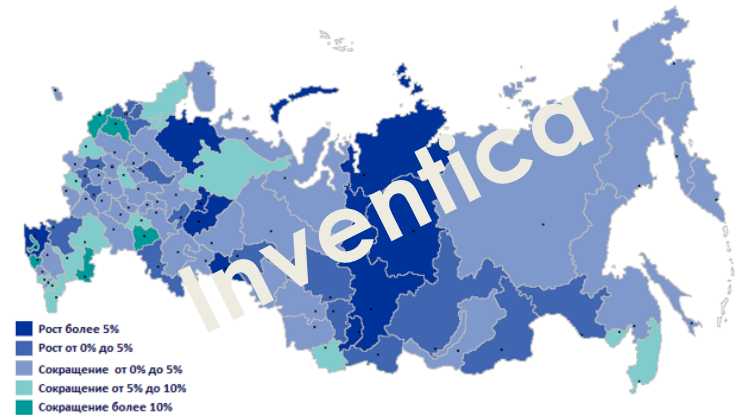 Inventica
Рост более 5%
Рост от 0% до 5%
Сокращение от 0% до 5%
Сокращение от 5% до 10%
Сокращение более 10%